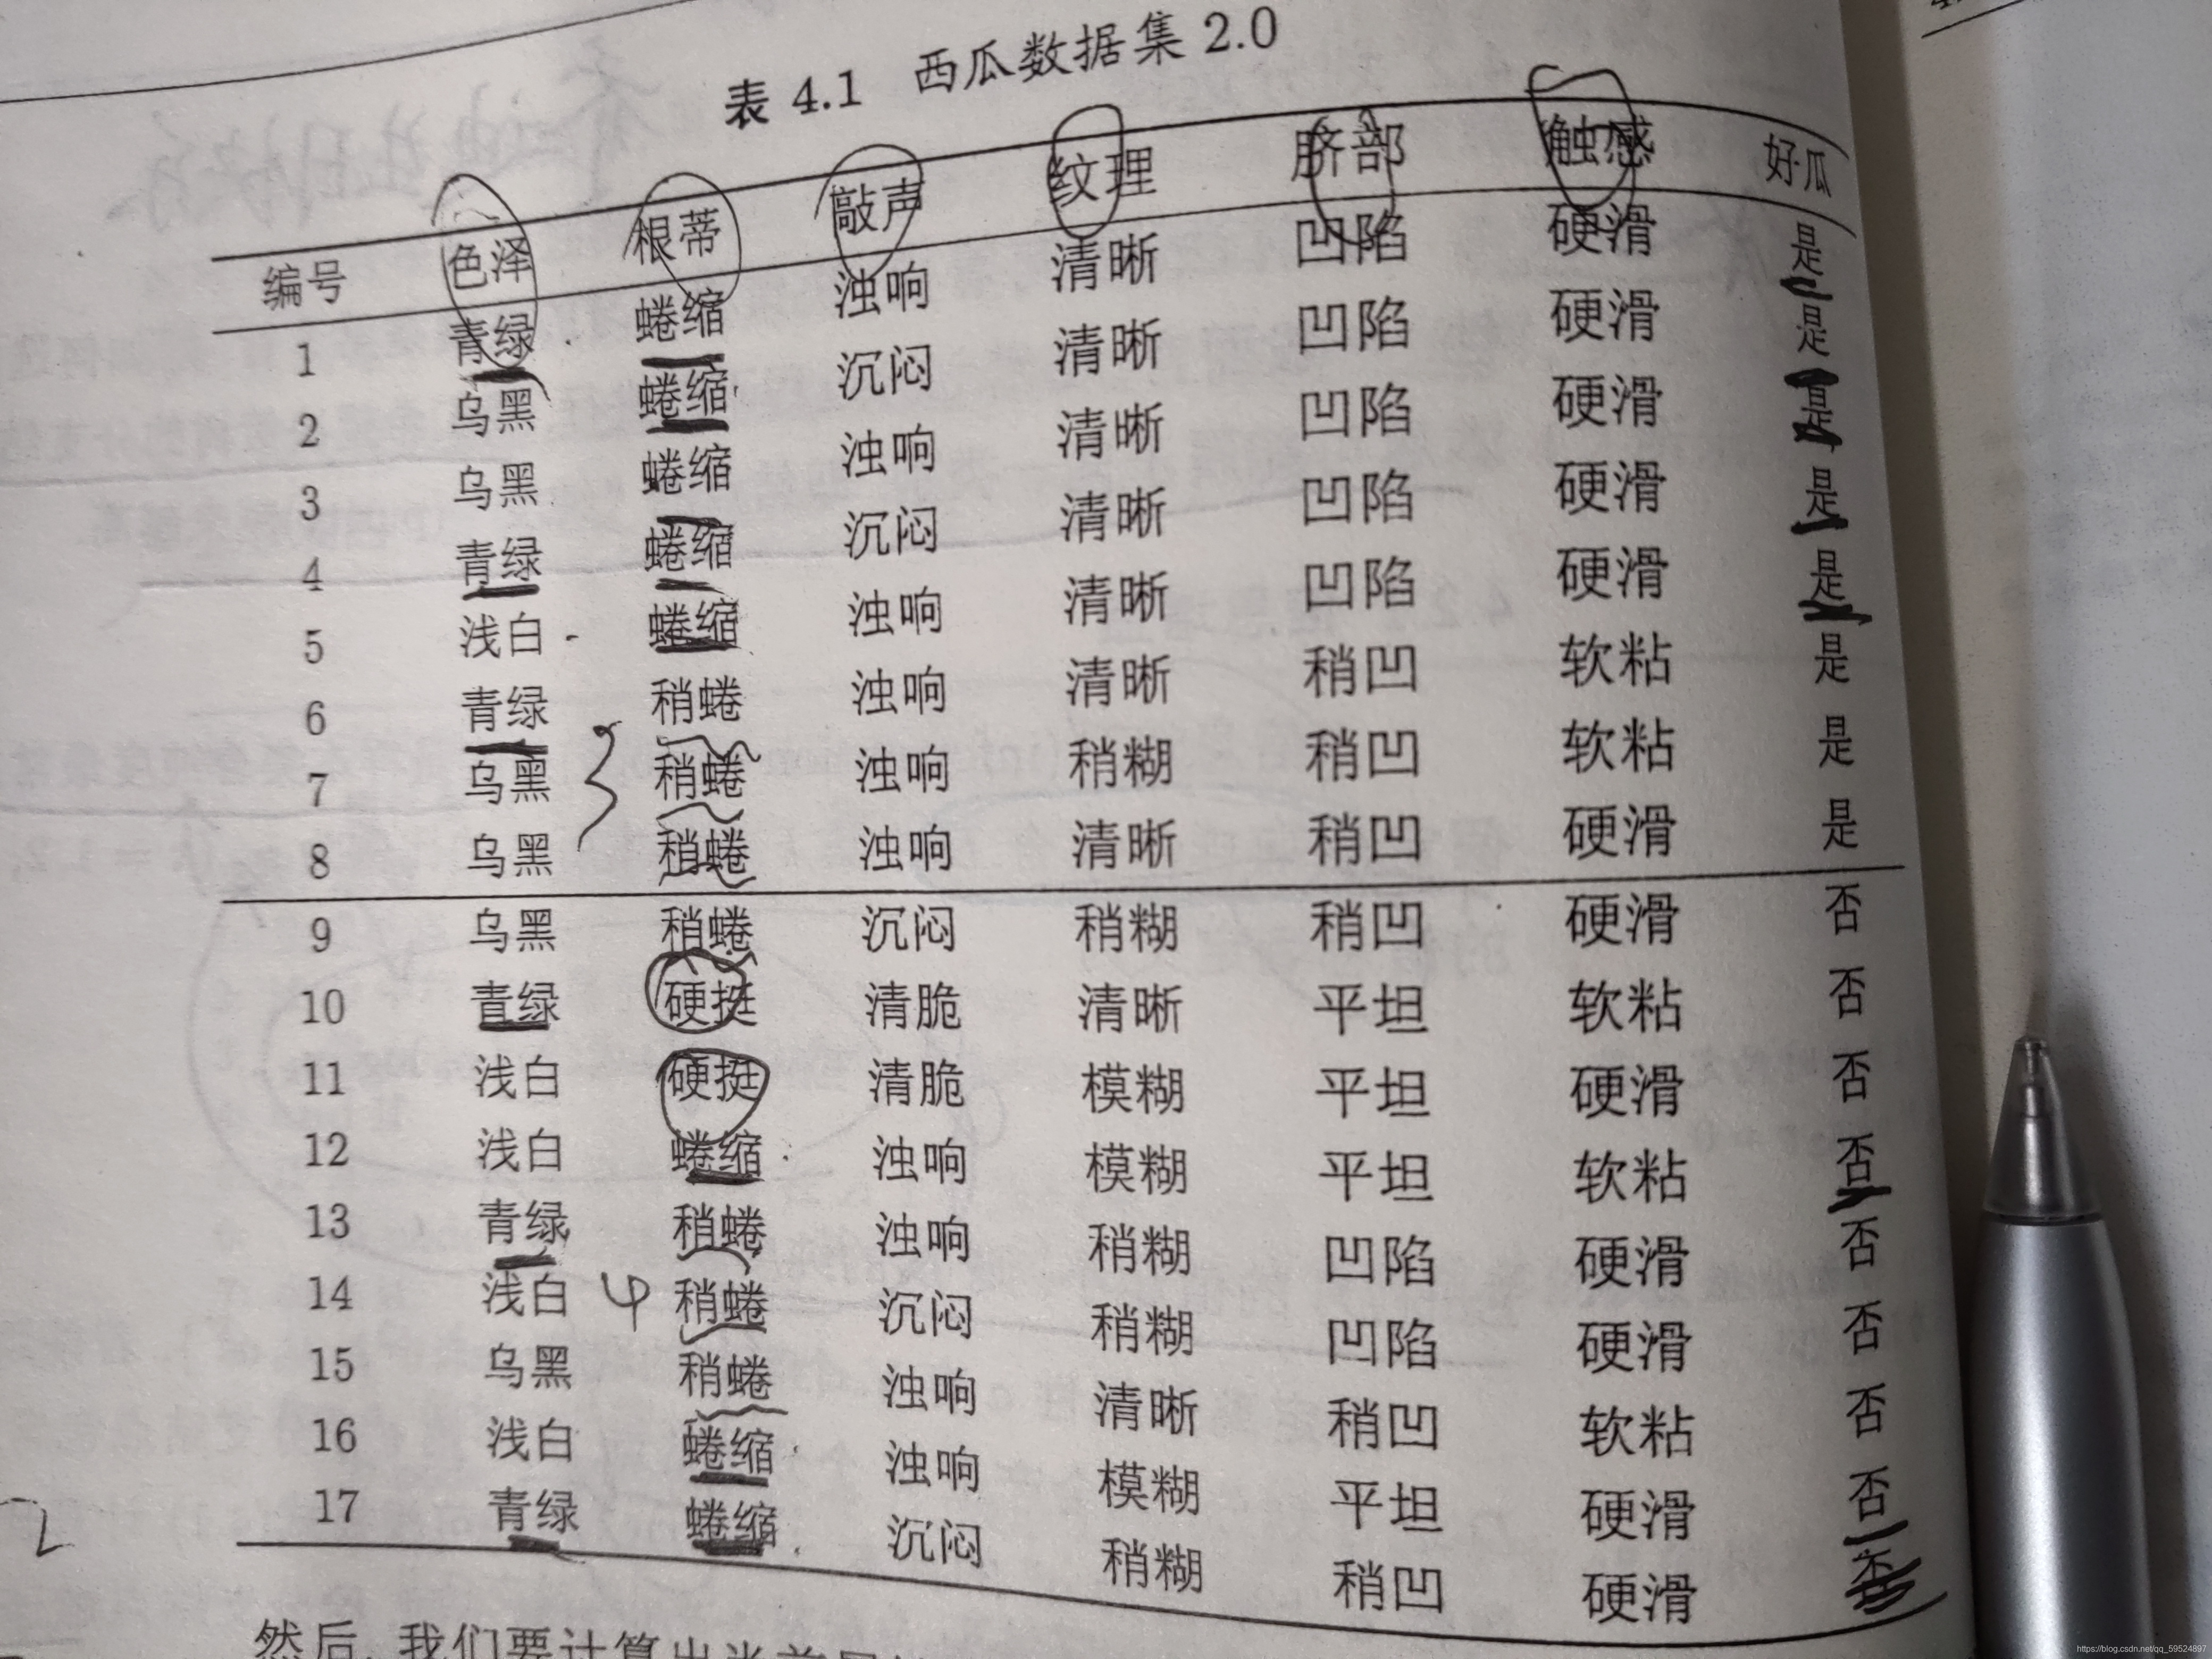 表 4.1 西瓜数据集 2.0
编号 色泽 根蒂 敲声 纹理 脐部 触感 好瓜
1 青绿 蜷缩 浊响 清晰 凹陷 硬滑 是
2 乌黑 蜷缩 沉闷 清晰 凹陷 硬滑 是
3 乌黑 蜷缩 浊响 清晰 凹陷 硬滑 是
4 青绿 蜷缩 沉闷 清晰 凹陷 硬滑 是
5 浅白 蜷缩 浊响 清晰 凹陷 硬滑 是
6 青绿 稍蜷 浊响 清晰 稍凹 软粘 是
7 乌黑 稍蜷 浊响 稍糊 稍凹 软粘 是
3
8 乌黑 稍蜷 浊响 清晰 稍凹 硬滑 是
9 乌黑 稍蜷 沉闷 稍糊 稍凹 硬滑 否
10 青绿 硬挺 清脆 清晰 平坦 软粘 否
11 浅白 硬挺 清脆 模糊 平坦 硬滑 否
12 浅白 蜷缩 浊响 模糊 平坦 软粘 否
13 青绿 稍蜷 浊响 稍糊 凹陷 硬滑 否
14 浅白 4 稍蜷 沉闷 稍糊 凹陷 硬滑 否
15 乌黑 稍蜷 浊响 清晰 稍凹 软粘 否
16 浅白 蜷缩 浊响 模糊 平坦 硬滑 否
17 青绿 蜷缩 沉闷 稍糊 稍凹 硬滑 否
2
然后, 我们要计算出
https://blog.csdn.net/qq_59524897